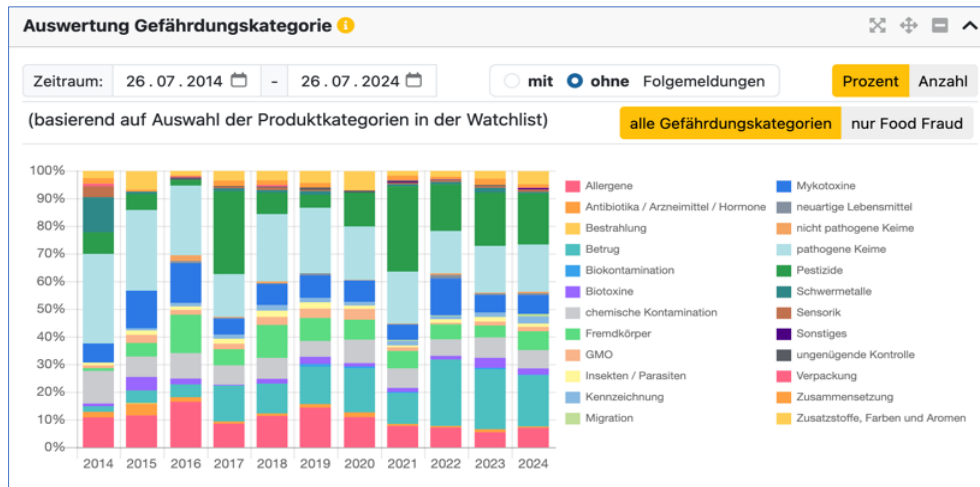 Auswertung Gefährdungskategorie
Zeitraum: 26.07.2014 - 26.07.2024 mit ohne Folgemeldungen Prozent Anzahl
(basierend auf Auswahl der Produktkategorien in der Watchlist) alle Gefährdungskategorien nur Food Fraud
100%
90%
80%
70%
60%
50%
40%
30%
20%
10%
0%
2014 2015 2016 2017 2018 2019 2020 2021 2022 2023 2024
Allergene
Antibiotika / Arzneimittel / Hormone
Bestrahlung
Betrug
Biokontamination
Biotoxine
chemische Kontamination
Fremdkörper
GMO
Insekten / Parasiten
Kennzeichnung
Migration
Mykotoxine
neuartige Lebensmittel
nicht pathogene Keime
pathogene Keime
Pestizide
Schwermetalle
Sensorik
Sonstiges
ungenügende Kontrolle
Verpackung
Zusammensetzung
Zusatzstoffe, Farben und Aromen